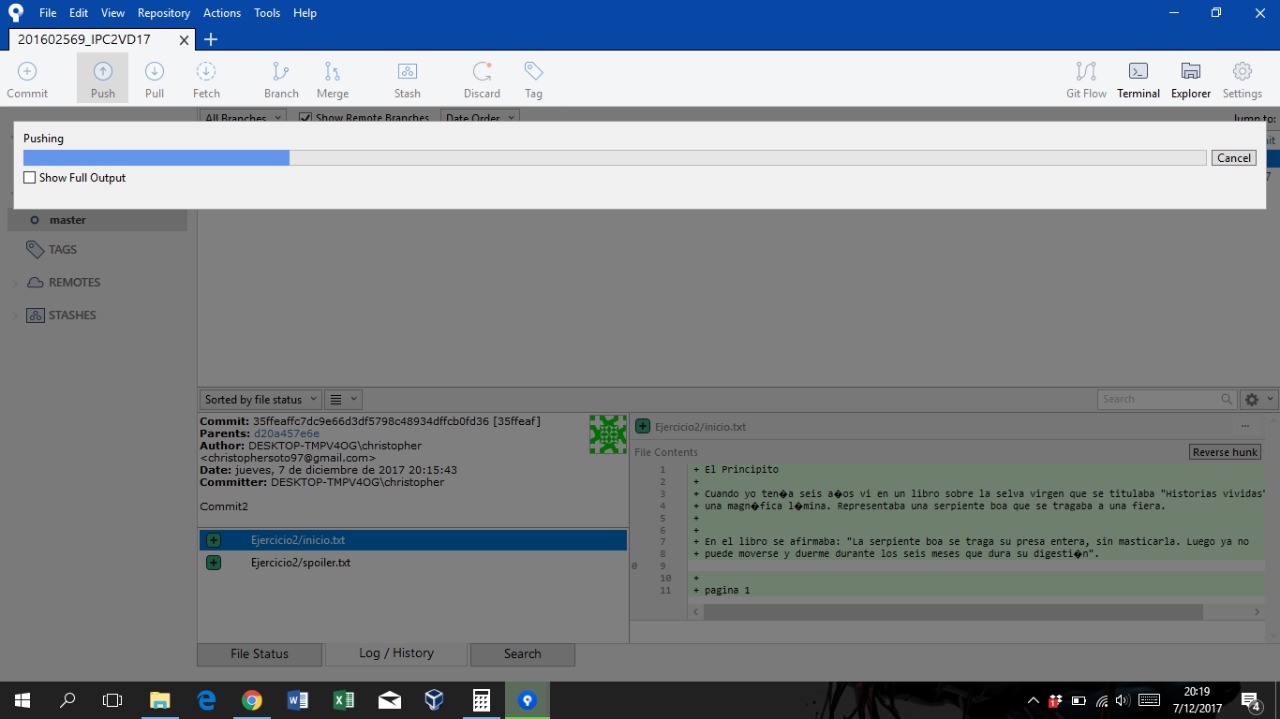 File Edit View Repository Actions Tools Help
201602569_IPC2VD17
Commit Push Pull Fetch Branch Merge Stash Discard Tag Git Flow Terminal Explorer Settings
All Branches Show Remote Branches Date Order Jump to:
Pushing
Cancel
Show Full Output
master
TAGS
REMOTES
STASHES
Sorted by file status Search
Commit: 35ffeaffc7dc9e66d3df5798c48934dffcb0fd36 [35ffeaf]
Parents: d20a457e6e
Author: DESKTOP-TMPV4OG\christopher
<christophersoto97@gmail.com>
Date: jueves, 7 de diciembre de 2017 20:15:43
Committer: DESKTOP-TMPV4OG\christopher
Commit2
Ejercicio2/inicio.txt
Ejercicio2/spoiler.txt
Ejercicio2/inicio.txt
File Contents Reverse hunk
1 + El Principito
2 +
3 + Cuando yo ten�a seis a�os vi en un libro sobre la selva virgen que se titulaba "Historias vividas"
4 + una magn�fica l�mina. Representaba una serpiente boa que se tragaba a una fiera.
5 +
6 +
7 + En el libro se afirmaba: "La serpiente boa se traga su presa entera, sin masticarla. Luego ya no
8 + puede moverse y duerme durante los seis meses que dura su digesti�n".
0 9
10 +
11 + pagina 1
File Status Log / History Search
20:19
7/12/2017
4